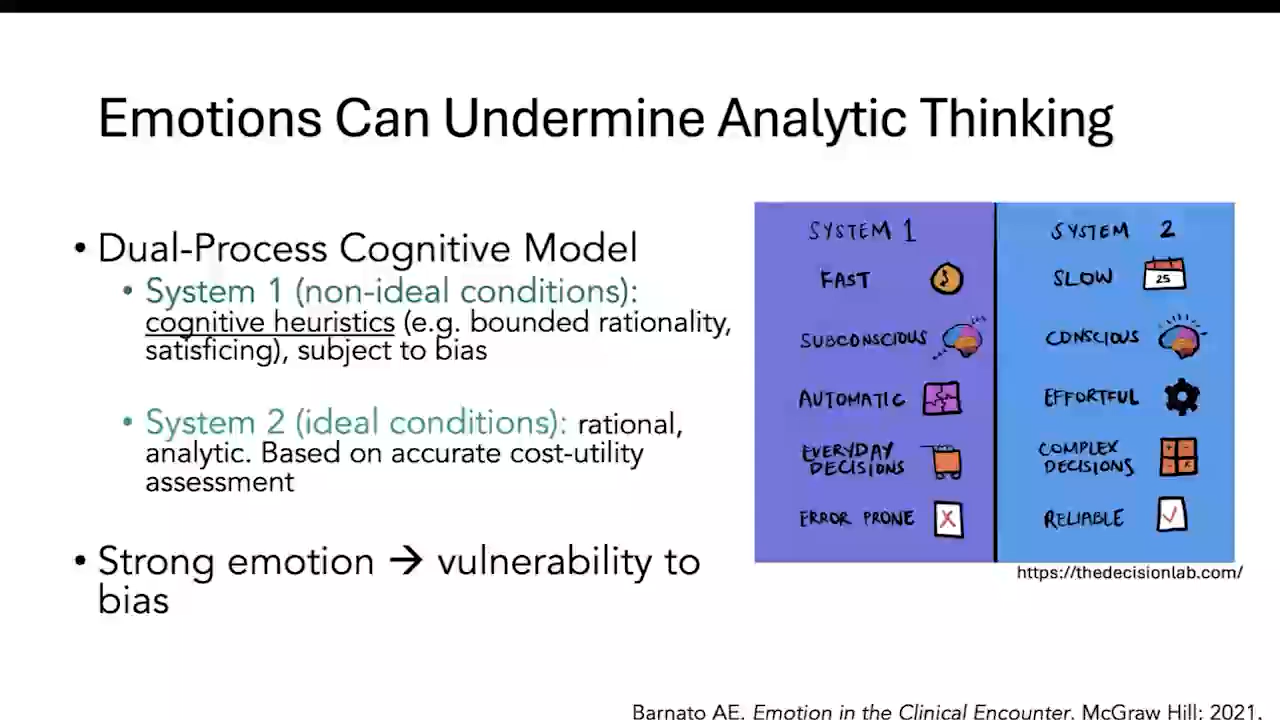 Emotions Can Undermine Analytic Thinking
• Dual-Process Cognitive Model
• System 1 (non-ideal conditions):
cognitive heuristics (e.g. bounded rationality,
satisficing), subject to bias
• System 2 (ideal conditions): rational,
analytic. Based on accurate cost-utility
assessment
• Strong emotion → vulnerability to
bias
SYSTEM 1
FAST
SUBCONSCIOUS
AUTOMATIC
EVERYDAY
DECISIONS
ERROR PRONE
SYSTEM 2
SLOW
25
CONSCIOUS
EFFORTFUL
COMPLEX
DECISIONS
RELIABLE
https://thedecisionlab.com/
Barnato AE. Emotion in the Clinical Encounter. McGraw Hill: 2021.